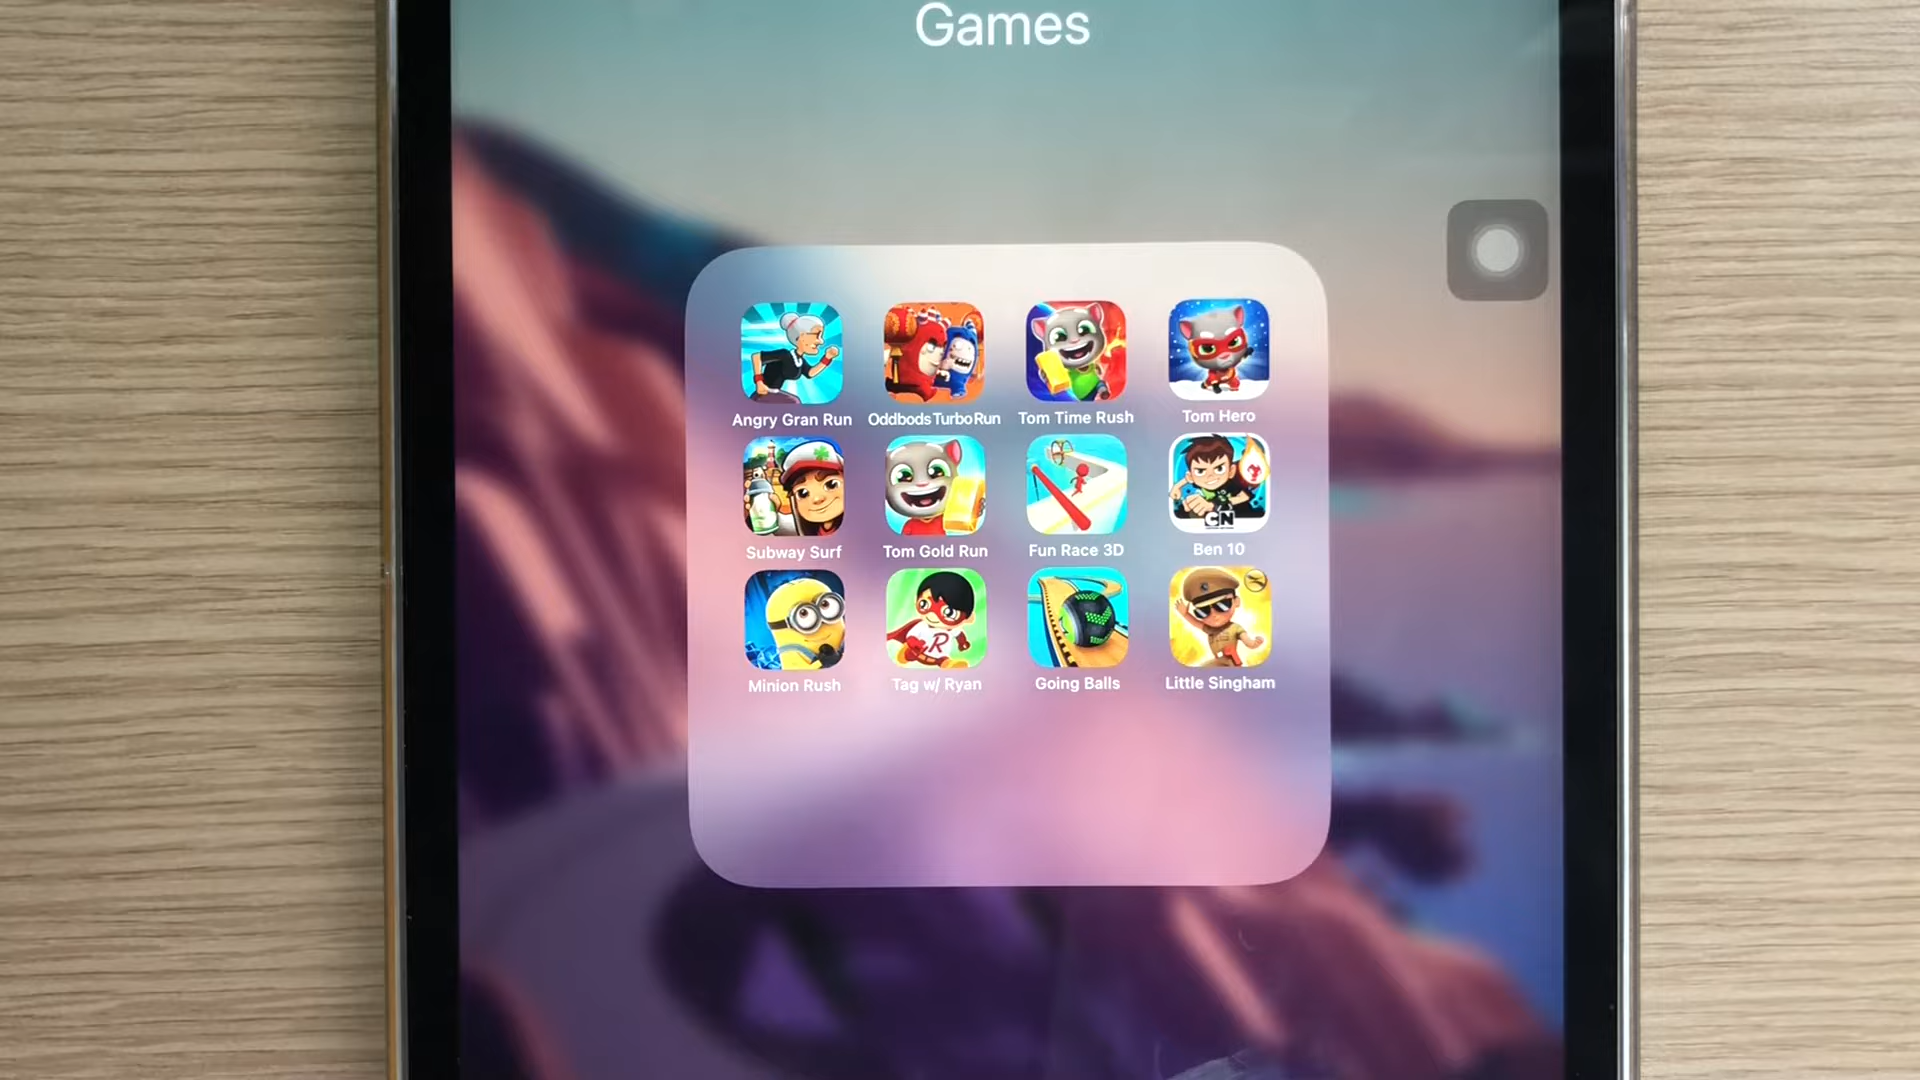 Games
Angry Gran Run
Oddbods Turbo Run
Tom Time Rush
Tom Hero
Subway Surf
Tom Gold Run
Fun Race 3D
CN
Ben 10
R
Minion Rush
Tag w/ Ryan
Going Balls
Little Singham